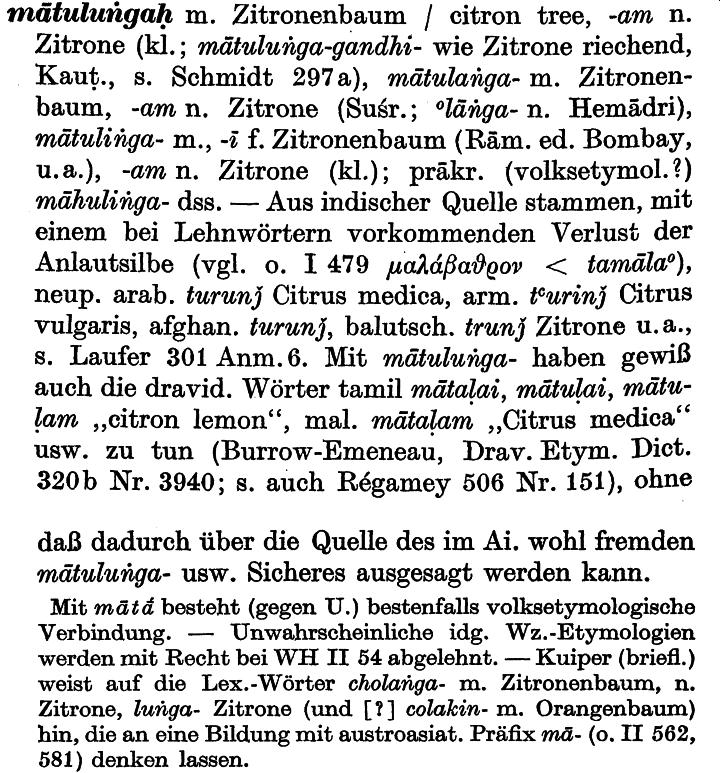 mātuluṅgaḥ m. Zitronenbaum / citron tree, -am n.
Zitrone (kl.; mātuluṅga-gandhi- wie Zitrone riechend,
Kauṭ., s. Schmidt 297a), mātulaṅga- m. Zitronen-
baum, -am n. Zitrone (Suśr.; °lāṅga- n. Hemādri),
mātuliṅga- m., -ī f. Zitronenbaum (Rām. ed. Bombay,
u.a.), -am n. Zitrone (kl.); prākr. (volksetymol.?)
māhuliṅga- dss. — Aus indischer Quelle stammen, mit
einem bei Lehnwörtern vorkommenden Verlust der
Anlautsilbe (vgl. o. I 479 μαλάβαϑρον < tamāla°),
neup. arab. turunǰ Citrus medica, arm. tʿurinǰ Citrus
vulgaris, afghan. turunǰ, balutsch. trunǰ Zitrone u.a.,
s. Laufer 301 Anm. 6. Mit mātuluṅga- haben gewiß
auch die dravid. Wörter tamil mātaḷai, mātuḷai, mātu-
ḷam „citron lemon“, mal. mātaḷam „Citrus medica“
usw. zu tun (Burrow-Emeneau, Drav. Etym. Dict.
320b Nr. 3940; s. auch Régamey 506 Nr. 151), ohne
daß dadurch über die Quelle des im Ai. wohl fremden
mātuluṅga- usw. Sicheres ausgesagt werden kann.
Mit mātā́ besteht (gegen U.) bestenfalls volksetymologische
Verbindung. — Unwahrscheinliche idg. Wz.-Etymologien
werden mit Recht bei WH II 54 abgelehnt. — Kuiper (briefl.)
weist auf die Lex.-Wörter cholaṅga- m. Zitronenbaum, n.
Zitrone, luṅga- Zitrone (und [?] colakin- m. Orangenbaum)
hin, die an eine Bildung mit austroasiat. Präfix mā- (o. II 562,
581) denken lassen.